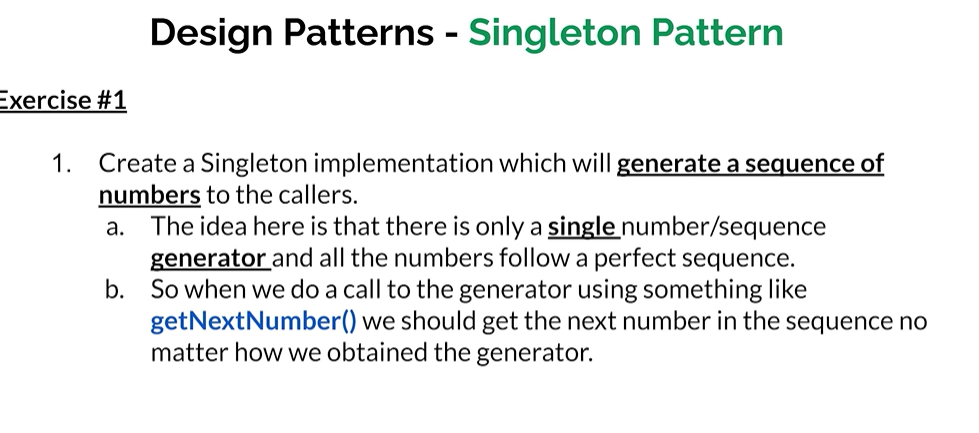 Design Patterns - Singleton Pattern
Exercise #1
1. Create a Singleton implementation which will generate a sequence of
numbers to the callers.
a. The idea here is that there is only a single number/sequence
generator and all the numbers follow a perfect sequence.
b. So when we do a call to the generator using something like
getNextNumber() we should get the next number in the sequence no
matter how we obtained the generator.